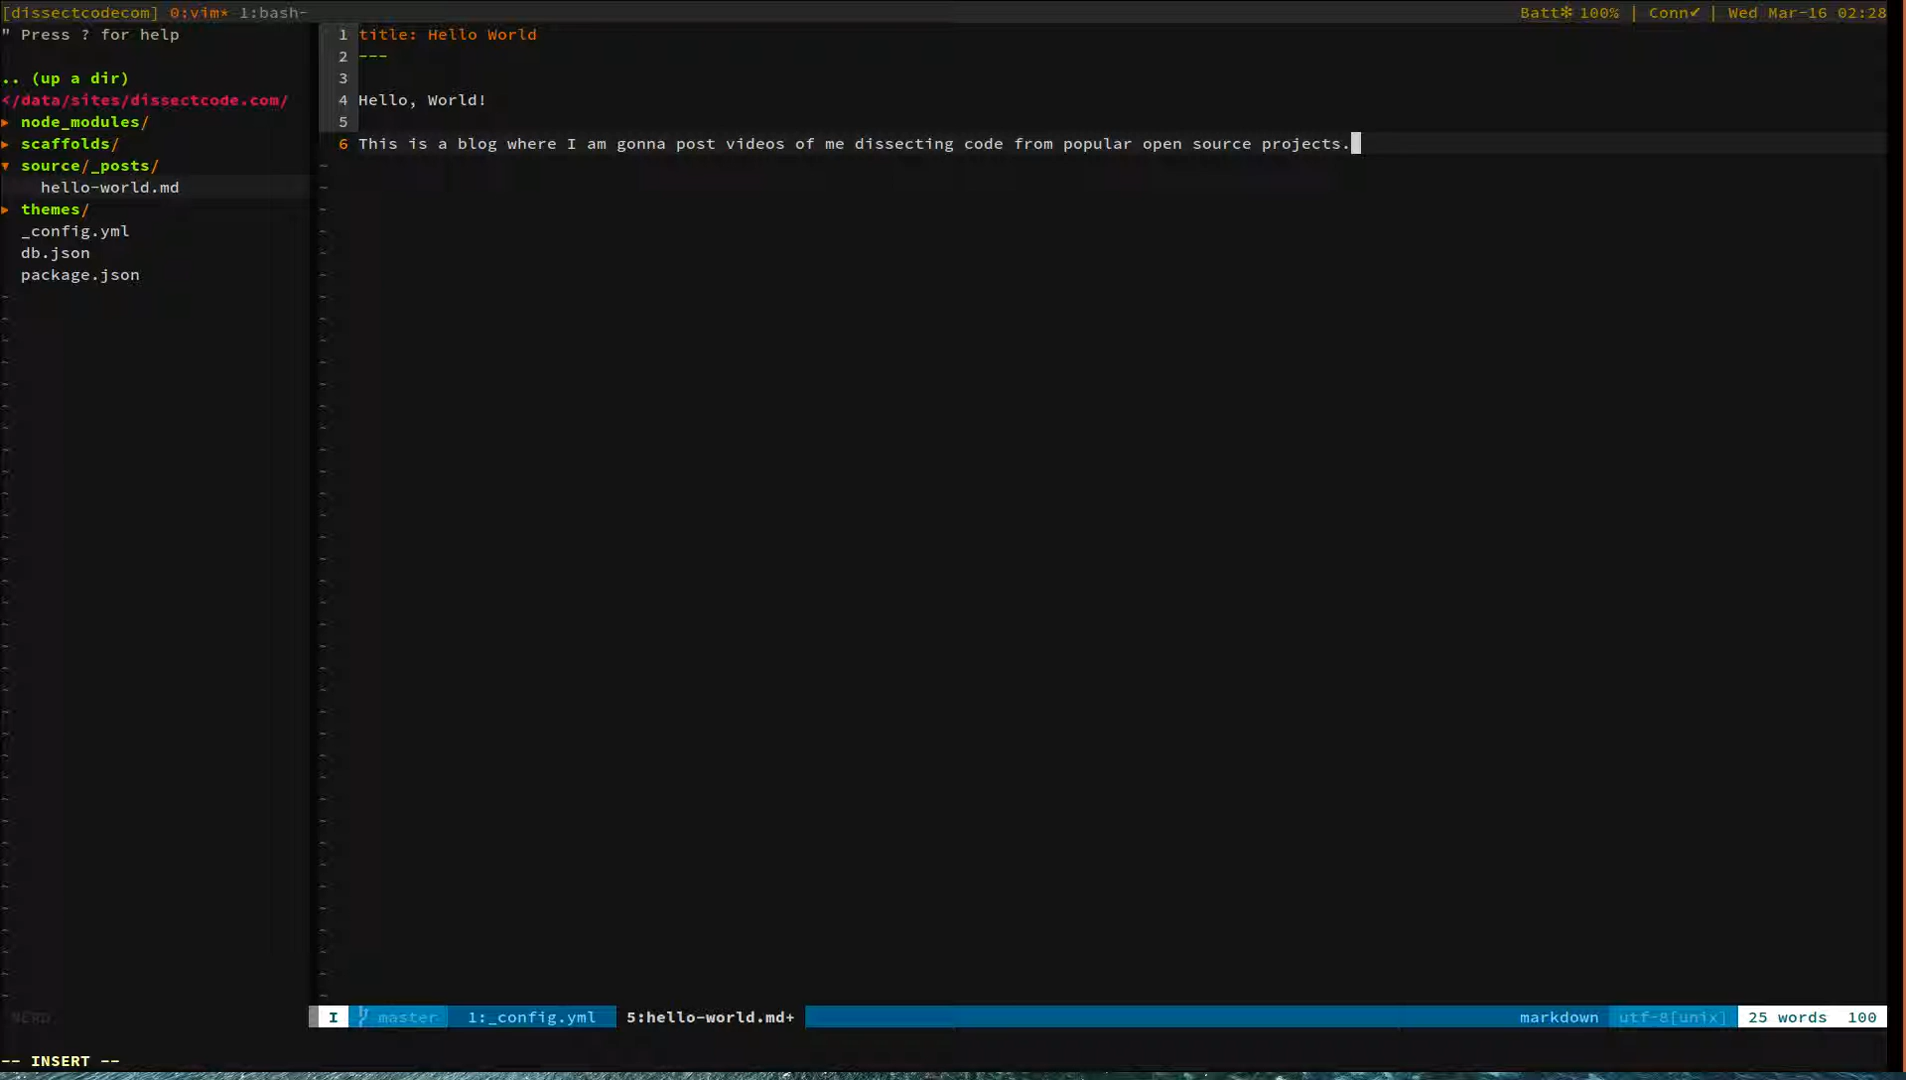 [dissectcodecom] 0:vim* 1:bash-
Batt✻ 100% | Conn✔ | Wed Mar-16 02:28
" Press ? for help
.. (up a dir)
</data/sites/dissectcode.com/
▸ node_modules/
▸ scaffolds/
▾ source/_posts/
hello-world.md
▸ themes/
_config.yml
db.json
package.json
1 title: Hello World
2 ---
3
4 Hello, World!
5
6 This is a blog where I am gonna post videos of me dissecting code from popular open source projects.
NERD
I master 1:_config.yml 5:hello-world.md+ markdown utf-8[unix] 25 words 100
-- INSERT --